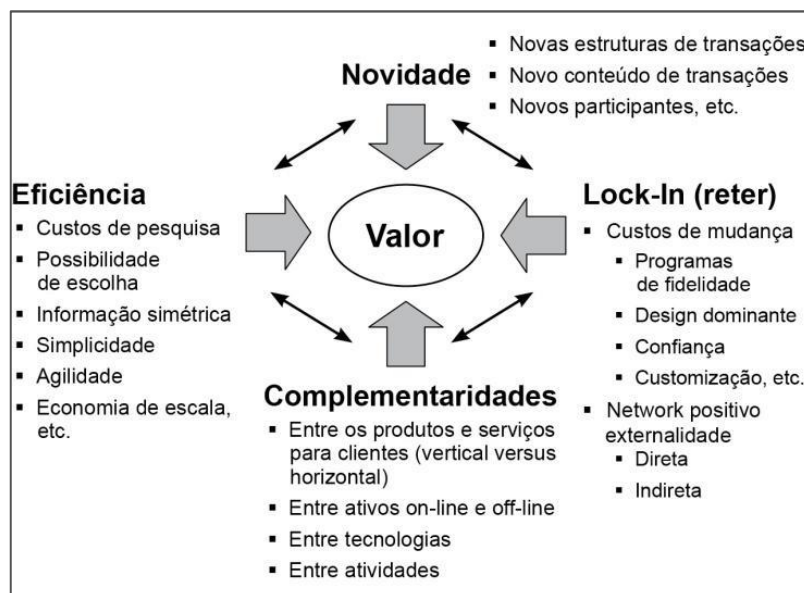 Novidade
▪ Novas estruturas de transações
▪ Novo conteúdo de transações
▪ Novos participantes, etc.
Eficiência
▪ Custos de pesquisa
▪ Possibilidade
de escolha
▪ Informação simétrica
▪ Simplicidade
▪ Agilidade
▪ Economia de escala,
etc.
Valor
Lock-In (reter)
▪ Custos de mudança
▪ Programas
de fidelidade
▪ Design dominante
▪ Confiança
▪ Customização, etc.
▪ Network positivo
externalidade
▪ Direta
▪ Indireta
Complementaridades
▪ Entre os produtos e serviços
para clientes (vertical versus
horizontal)
▪ Entre ativos on-line e off-line
▪ Entre tecnologias
▪ Entre atividades